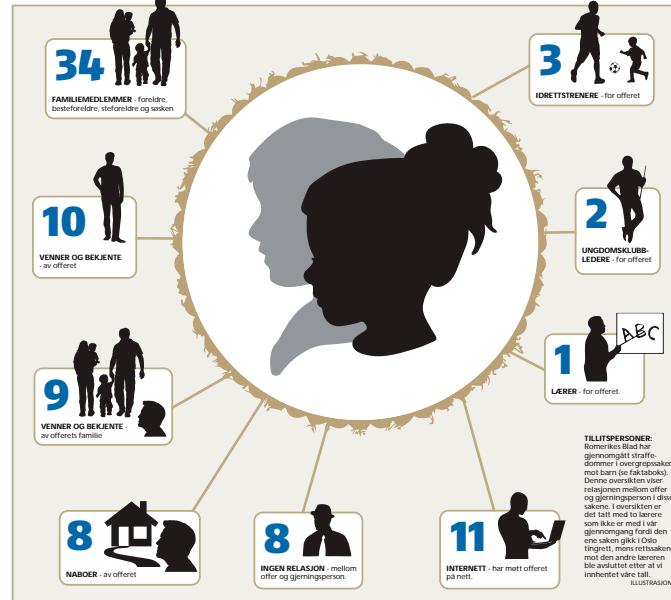 34
FAMILIEMEDLEMMER - foreldre,
besteforeldre, steforeldre og søsken
3
IDRETTSTRENERE - for offeret
10
VENNER OG BEKJENTE
- av offeret
2
UNGDOMSKLUBB-
LEDERE - for offeret
9
VENNER OG BEKJENTE -
av offerets familie
ABC
1
LÆRER - for offeret.
8
NABOER - av offeret
8
INGEN RELASJON - mellom
offer og gjerningsperson.
11
INTERNETT - har møtt offeret
på nett.
TILLITSPERSONER:
Romerikes Blad har
gjennomgått straffe-
dommer i overgrepssaker
mot barn (se faktaboks).
Denne oversikten viser
relasjonen mellom offer
og gjerningsperson i disse
sakene. I oversikten er
det tatt med to lærere
som ikke er med i vår
gjennomgang fordi den
ene saken gikk i Oslo
tingrett, mens rettssaken
mot den andre læreren
ble avsluttet etter at vi
innhentet våre tall.
ILLUSTRASJON